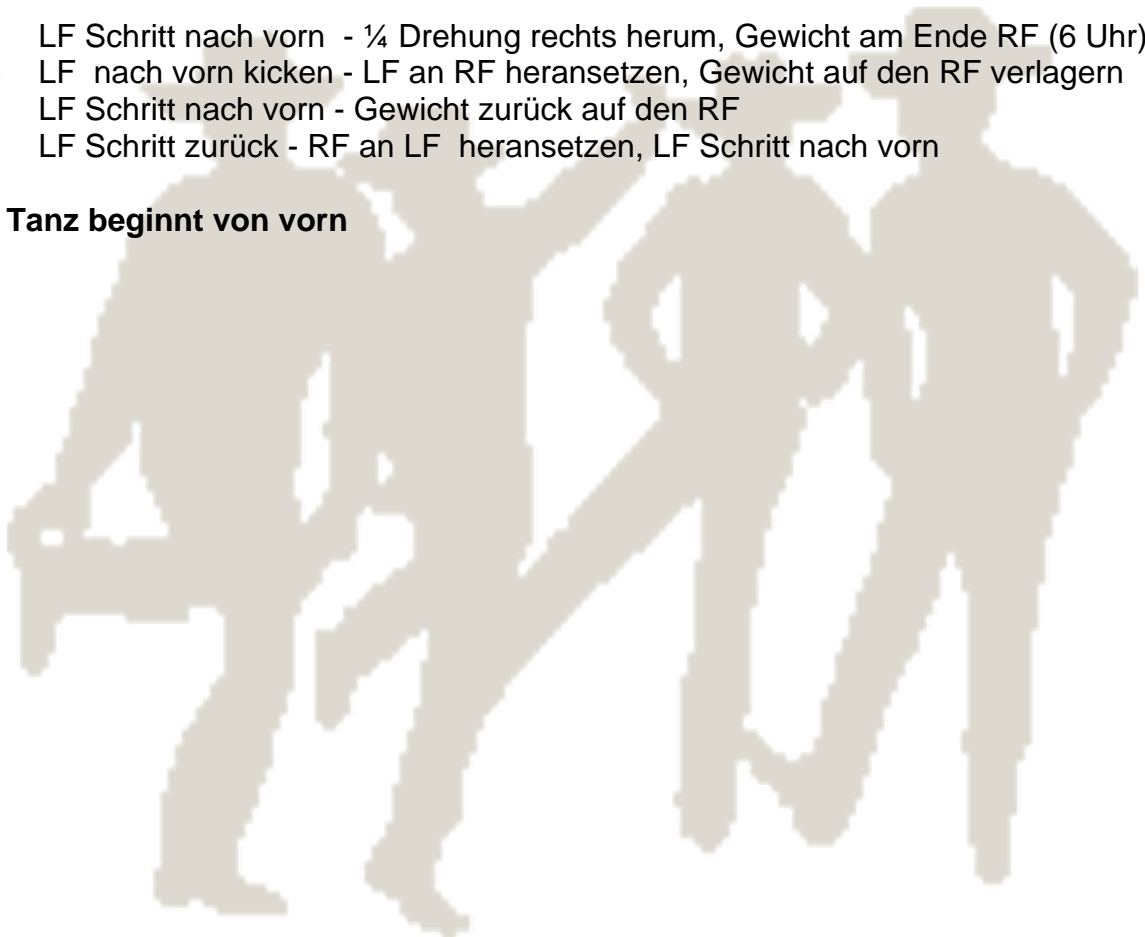 LF Schritt nach vorn  - ¼ Drehung rechts herum, Gewicht am Ende RF (6 Uhr)
LF  nach vorn kicken - LF an RF heransetzen, Gewicht auf den RF verlagern
LF Schritt nach vorn - Gewicht zurück auf den RF
LF Schritt zurück - RF an LF  heransetzen, LF Schritt nach vorn
Tanz beginnt von vorn